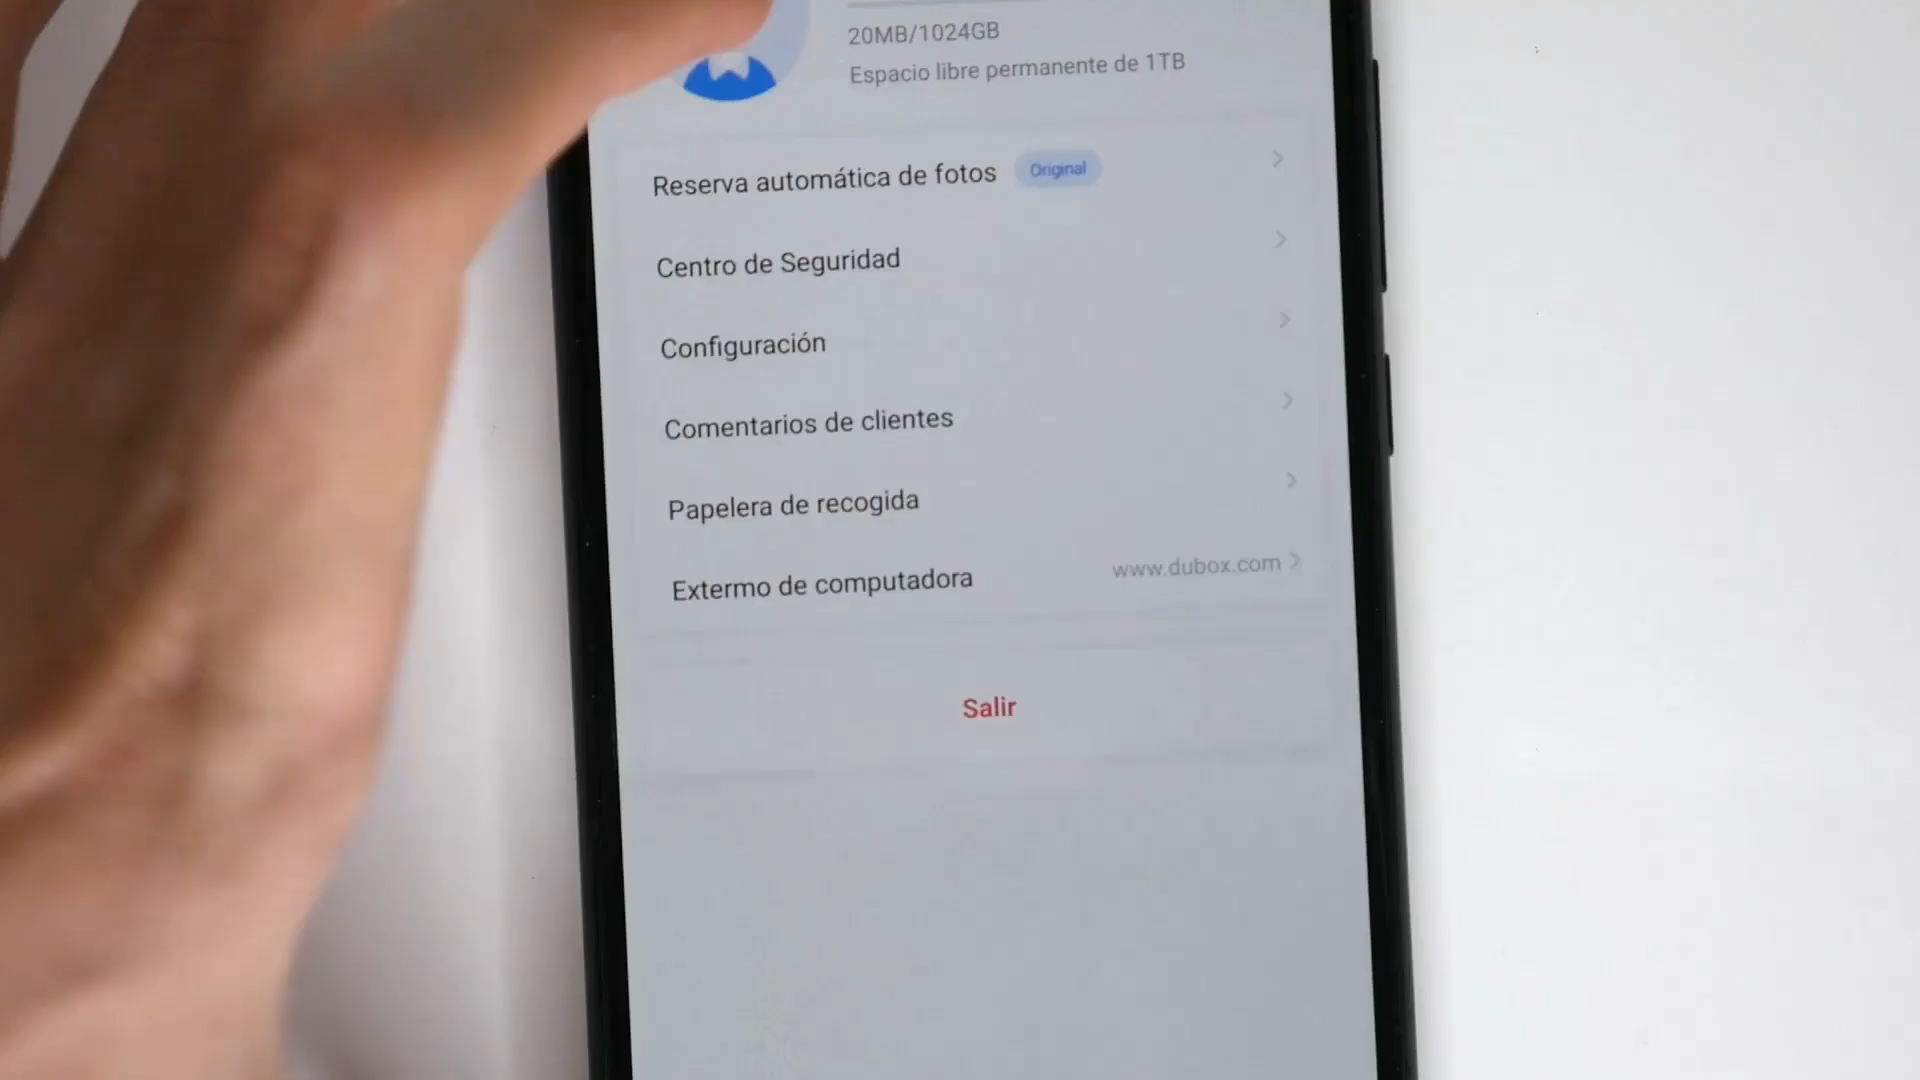 20MB/1024GB
Espacio libre permanente de 1TB
Reserva automática de fotos Original
Centro de Seguridad
Configuración
Comentarios de clientes
Papelera de recogida
Extermo de computadora www.dubox.com
Salir